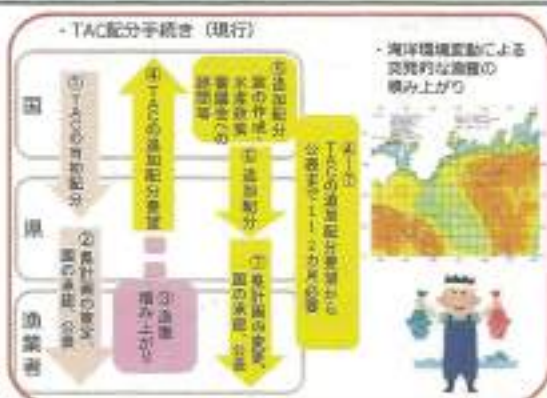 ・TAC配分手続き（現行）
国
県
漁業者
①TACの当初配分
②県計画の策定、
国の承認、公表
③漁獲
積み上がり
④TACの追加配分要望
⑤追加配分
案の作成・
水産政策
審議会への
諮問等
⑥追加配分
⑦県計画の変更、
国の承認、公表
④～⑦
TACの追加配分要望から
公表まで1～2カ月必要
・海洋環境変動による
突発的な漁獲の
積み上がり